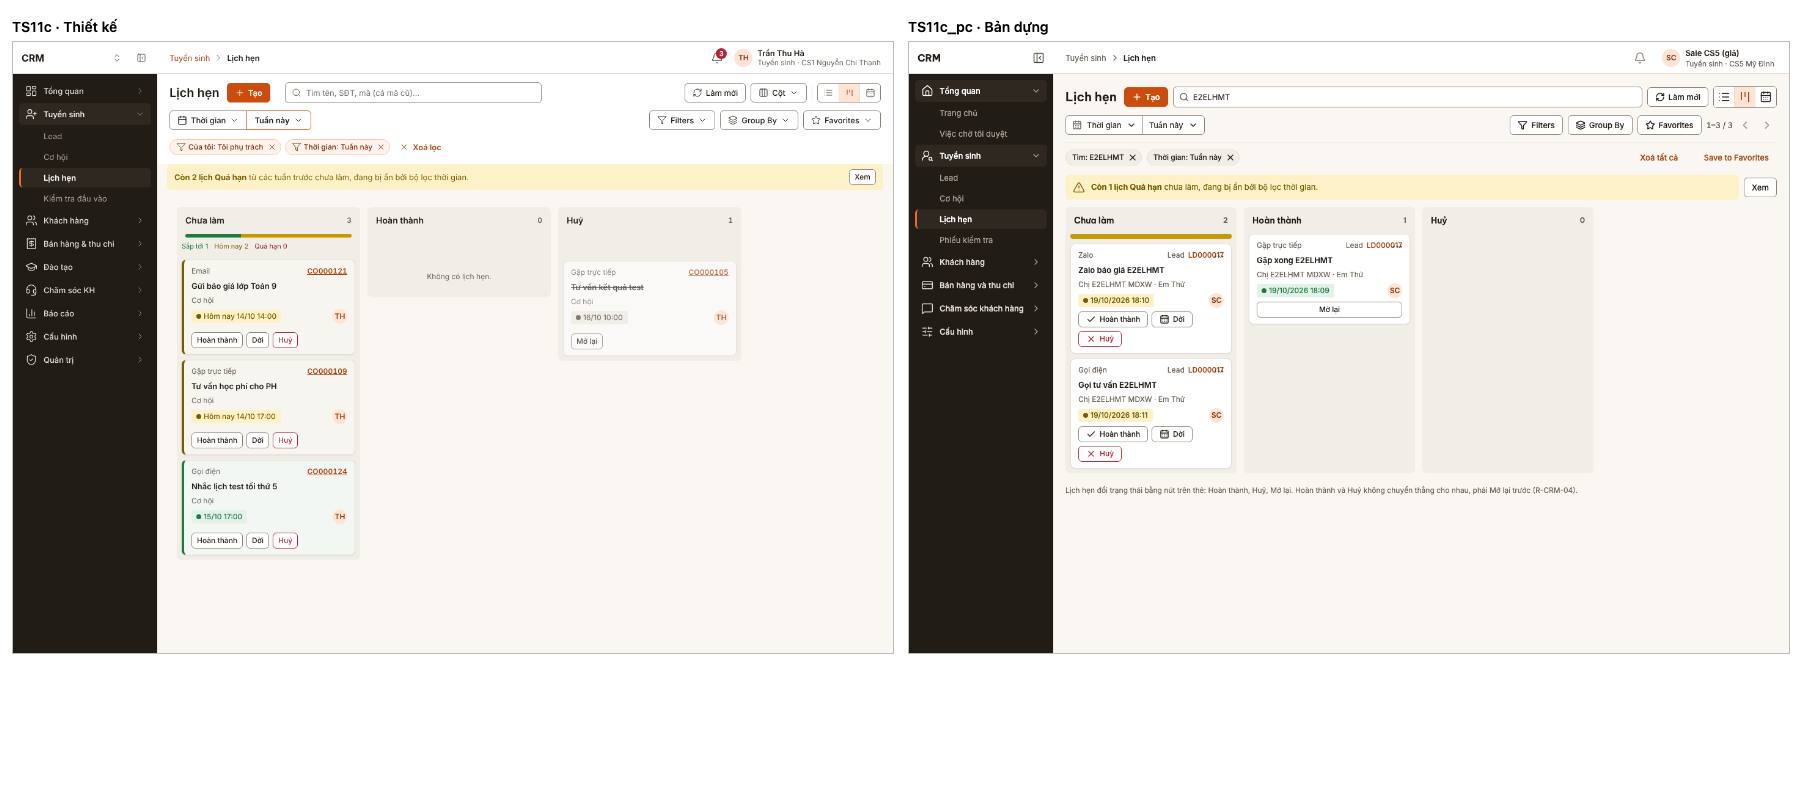 TS11c · Thiết kế
CRM
Tuyển sinh > Lịch hẹn
3
TH
Trần Thu Hà
Tuyển sinh · CS1 Nguyễn Chí Thanh
Tổng quan
Tuyển sinh
Lead
Cơ hội
Lịch hẹn
Kiểm tra đầu vào
Khách hàng
Bán hàng & thu chi
Đào tạo
Chăm sóc KH
Báo cáo
Cấu hình
Quản trị
Lịch hẹn
+ Tạo
Tìm tên, SĐT, mã (cả mã cũ)...
Làm mới
Cột
Thời gian
Tuần này
Filters
Group By
Favorites
Của tôi: Tôi phụ trách
Thời gian: Tuần này
Xoá lọc
Còn 2 lịch Quá hạn từ các tuần trước chưa làm, đang bị ẩn bởi bộ lọc thời gian.
Xem
Chưa làm 3
Sắp tới 1 Hôm nay 2 Quá hạn 0
Email CO000121
Gửi báo giá lớp Toán 9
Cơ hội
Hôm nay 14/10 14:00 TH
Hoàn thành Dời Huỷ
Gặp trực tiếp CO000109
Tư vấn học phí cho PH
Cơ hội
Hôm nay 14/10 17:00 TH
Hoàn thành Dời Huỷ
Gọi điện CO000124
Nhắc lịch test tối thứ 5
Cơ hội
15/10 17:00 TH
Hoàn thành Dời Huỷ
Hoàn thành 0
Không có lịch hẹn.
Huỷ 1
Gặp trực tiếp CO000105
Tư vấn kết quả test
Cơ hội
16/10 10:00 TH
Mở lại
TS11c_pc · Bản dựng
CRM
Tuyển sinh > Lịch hẹn
SC
Sale CS5 (giả)
Tuyển sinh · CS5 Mỹ Đình
Tổng quan
Trang chủ
Việc chờ tôi duyệt
Tuyển sinh
Lead
Cơ hội
Lịch hẹn
Phiếu kiểm tra
Khách hàng
Bán hàng và thu chi
Chăm sóc khách hàng
Cấu hình
Lịch hẹn
+ Tạo
E2ELHMT
Làm mới
Thời gian
Tuần này
Filters
Group By
Favorites
1–3 / 3
Tìm: E2ELHMT
Thời gian: Tuần này
Xoá tất cả
Save to Favorites
Còn 1 lịch Quá hạn chưa làm, đang bị ẩn bởi bộ lọc thời gian.
Xem
Chưa làm 2
Zalo Lead LD000017
Zalo báo giá E2ELHMT
Chị E2ELHMT MDXW · Em Thử
19/10/2026 18:10 SC
Hoàn thành Dời
Huỷ
Gọi điện Lead LD000017
Gọi tư vấn E2ELHMT
Chị E2ELHMT MDXW · Em Thử
19/10/2026 18:11 SC
Hoàn thành Dời
Huỷ
Hoàn thành 1
Gặp trực tiếp Lead LD000017
Gặp xong E2ELHMT
Chị E2ELHMT MDXW · Em Thử
19/10/2026 18:09 SC
Mở lại
Huỷ 0
Lịch hẹn đổi trạng thái bằng nút trên thẻ: Hoàn thành, Huỷ, Mở lại. Hoàn thành và Huỷ không chuyển thẳng cho nhau, phải Mở lại trước (R-CRM-04).